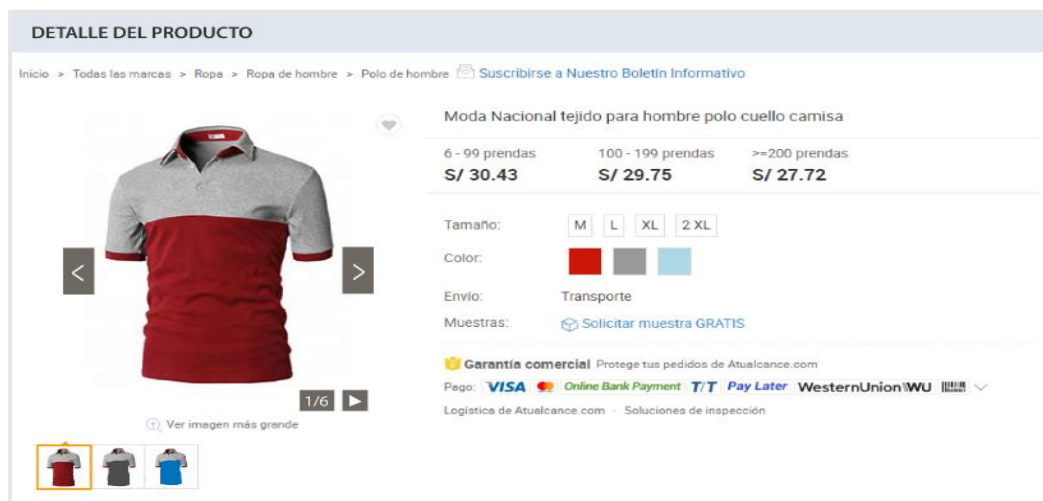 DETALLE DEL PRODUCTO
Inicio > Todas las marcas > Ropa > Ropa de hombre > Polo de hombre Suscribirse a Nuestro Boletín Informativo
Moda Nacional tejido para hombre polo cuello camisa
6 - 99 prendas 100 - 199 prendas >=200 prendas
S/ 30.43 S/ 29.75 S/ 27.72
Tamaño: M L XL 2 XL
Color:
Envío: Transporte
Muestras: Solicitar muestra GRATIS
Garantía comercial Protege tus pedidos de Atualcance.com
Pago: VISA Online Bank Payment T/T Pay Later WesternUnion WU
Logística de Atualcance.com · Soluciones de inspección
< >
1/6
Ver imagen más grande